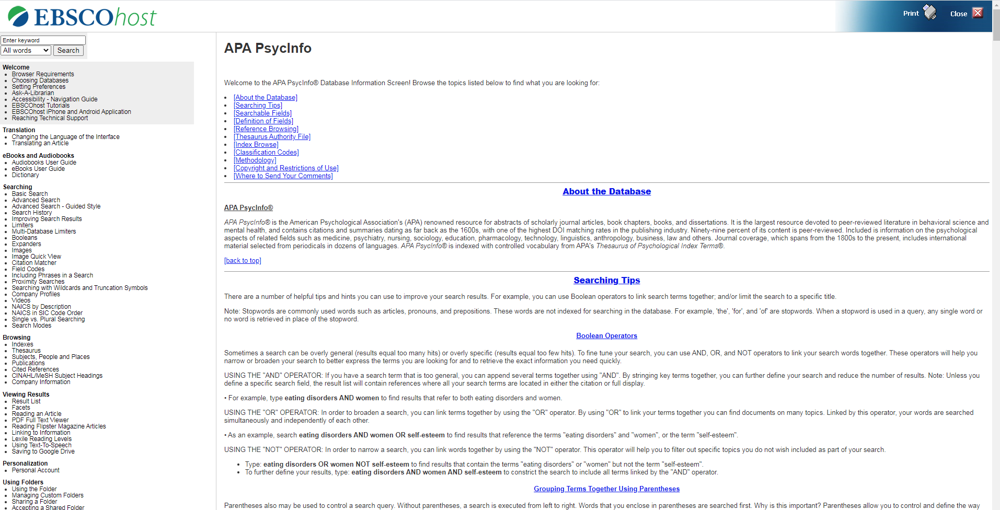 EBSCOhost
Print
Close
Enter keyword
All words
Search
Welcome
• Browser Requirements
• Choosing Databases
• Setting Preferences
• Ask-A-Librarian
• Accessibility - Navigation Guide
• EBSCOhost Tutorials
• EBSCOhost iPhone and Android Application
• Reaching Technical Support
Translation
• Changing the Language of the Interface
• Translating an Article
eBooks and Audiobooks
• Audiobooks User Guide
• eBooks User Guide
• Dictionary
Searching
• Basic Search
• Advanced Search
• Advanced Search - Guided Style
• Search History
• Improving Search Results
• Limiters
• Multi-Database Limiters
• Booleans
• Expanders
• Images
• Image Quick View
• Citation Matcher
• Field Codes
• Including Phrases in a Search
• Proximity Searches
• Searching with Wildcards and Truncation Symbols
• Company Profiles
• Videos
• NAICS by Description
• NAICS in SIC Code Order
• Single vs. Plural Searching
• Search Modes
Browsing
• Indexes
• Thesaurus
• Subjects, People and Places
• Publications
• Cited References
• CINAHL/MeSH Subject Headings
• Company Information
Viewing Results
• Result List
• Facets
• Reading an Article
• PDF Full Text Viewer
• Reading Flipster Magazine Articles
• Linking to Information
• Lexile Reading Levels
• Using Text-To-Speech
• Saving to Google Drive
Personalization
• Personal Account
Using Folders
• Using the Folder
• Managing Custom Folders
• Sharing a Folder
• Accepting a Shared Folder
APA PsycInfo
Welcome to the APA PsycInfo® Database Information Screen! Browse the topics listed below to find what you are looking for:
• [About the Database]
• [Searching Tips]
• [Searchable Fields]
• [Definition of Fields]
• [Reference Browsing]
• [Thesaurus Authority File]
• [Index Browse]
• [Classification Codes]
• [Methodology]
• [Copyright and Restrictions of Use]
• [Where to Send Your Comments]
About the Database
APA PsycInfo®
APA PsycInfo® is the American Psychological Association's (APA) renowned resource for abstracts of scholarly journal articles, book chapters, books, and dissertations. It is the largest resource devoted to peer-reviewed literature in behavioral science and
mental health, and contains citations and summaries dating as far back as the 1600s, with one of the highest DOI matching rates in the publishing industry. Ninety-nine percent of its content is peer-reviewed. Included is information on the psychological
aspects of related fields such as medicine, psychiatry, nursing, sociology, education, pharmacology, technology, linguistics, anthropology, business, law and others. Journal coverage, which spans from the 1800s to the present, includes international
material selected from periodicals in dozens of languages. APA PsycInfo® is indexed with controlled vocabulary from APA's Thesaurus of Psychological Index Terms®.
[back to top]
Searching Tips
There are a number of helpful tips and hints you can use to improve your search results. For example, you can use Boolean operators to link search terms together; and/or limit the search to a specific title.
Note: Stopwords are commonly used words such as articles, pronouns, and prepositions. These words are not indexed for searching in the database. For example, 'the', 'for', and 'of' are stopwords. When a stopword is used in a query, any single word or
no word is retrieved in place of the stopword.
Boolean Operators
Sometimes a search can be overly general (results equal too many hits) or overly specific (results equal too few hits). To fine tune your search, you can use AND, OR, and NOT operators to link your search words together. These operators will help you
narrow or broaden your search to better express the terms you are looking for and to retrieve the exact information you need quickly.
USING THE "AND" OPERATOR: If you have a search term that is too general, you can append several terms together using "AND". By stringing key terms together, you can further define your search and reduce the number of results. Note: Unless you
define a specific search field, the result list will contain references where all your search terms are located in either the citation or full display.
• For example, type eating disorders AND women to find results that refer to both eating disorders and women.
USING THE "OR" OPERATOR: In order to broaden a search, you can link terms together by using the "OR" operator. By using "OR" to link your terms together you can find documents on many topics. Linked by this operator, your words are searched
simultaneously and independently of each other.
• As an example, search eating disorders AND women OR self-esteem to find results that reference the terms "eating disorders" and "women", or the term "self-esteem".
USING THE "NOT" OPERATOR: In order to narrow a search, you can link words together by using the "NOT" operator. This operator will help you to filter out specific topics you do not wish included as part of your search.
• Type: eating disorders OR women NOT self-esteem to find results that contain the terms "eating disorders" or "women" but not the term "self-esteem".
• To further define your results, type: eating disorders AND women AND self-esteem to constrict the search to include all terms linked by the "AND" operator.
Grouping Terms Together Using Parentheses
Parentheses also may be used to control a search query. Without parentheses, a search is executed from left to right. Words that you enclose in parentheses are searched first. Why is this important? Parentheses allow you to control and define the way